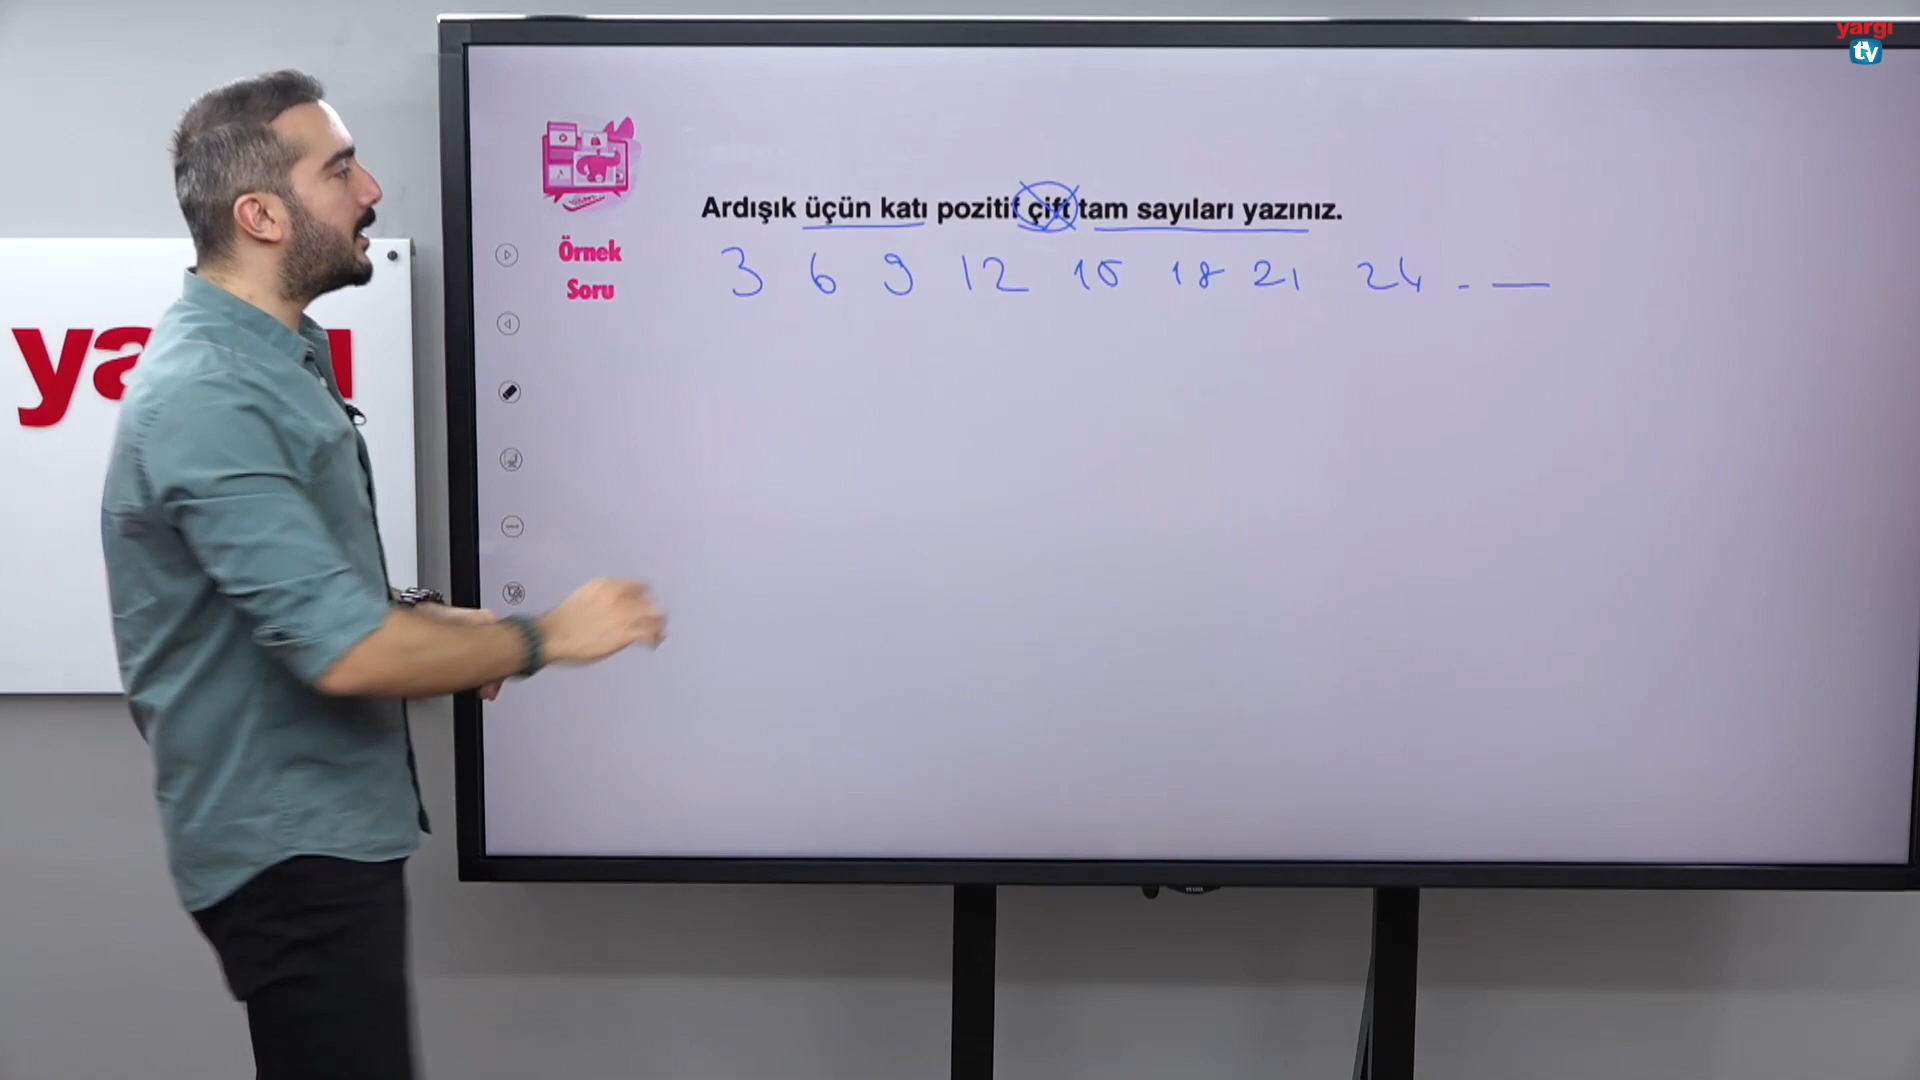 yargı
tv
Ardışık üçün katı pozitif çift tam sayıları yazınız.
Örnek
Soru
3 6 9 12 15 18 21 24 . —
ya ı